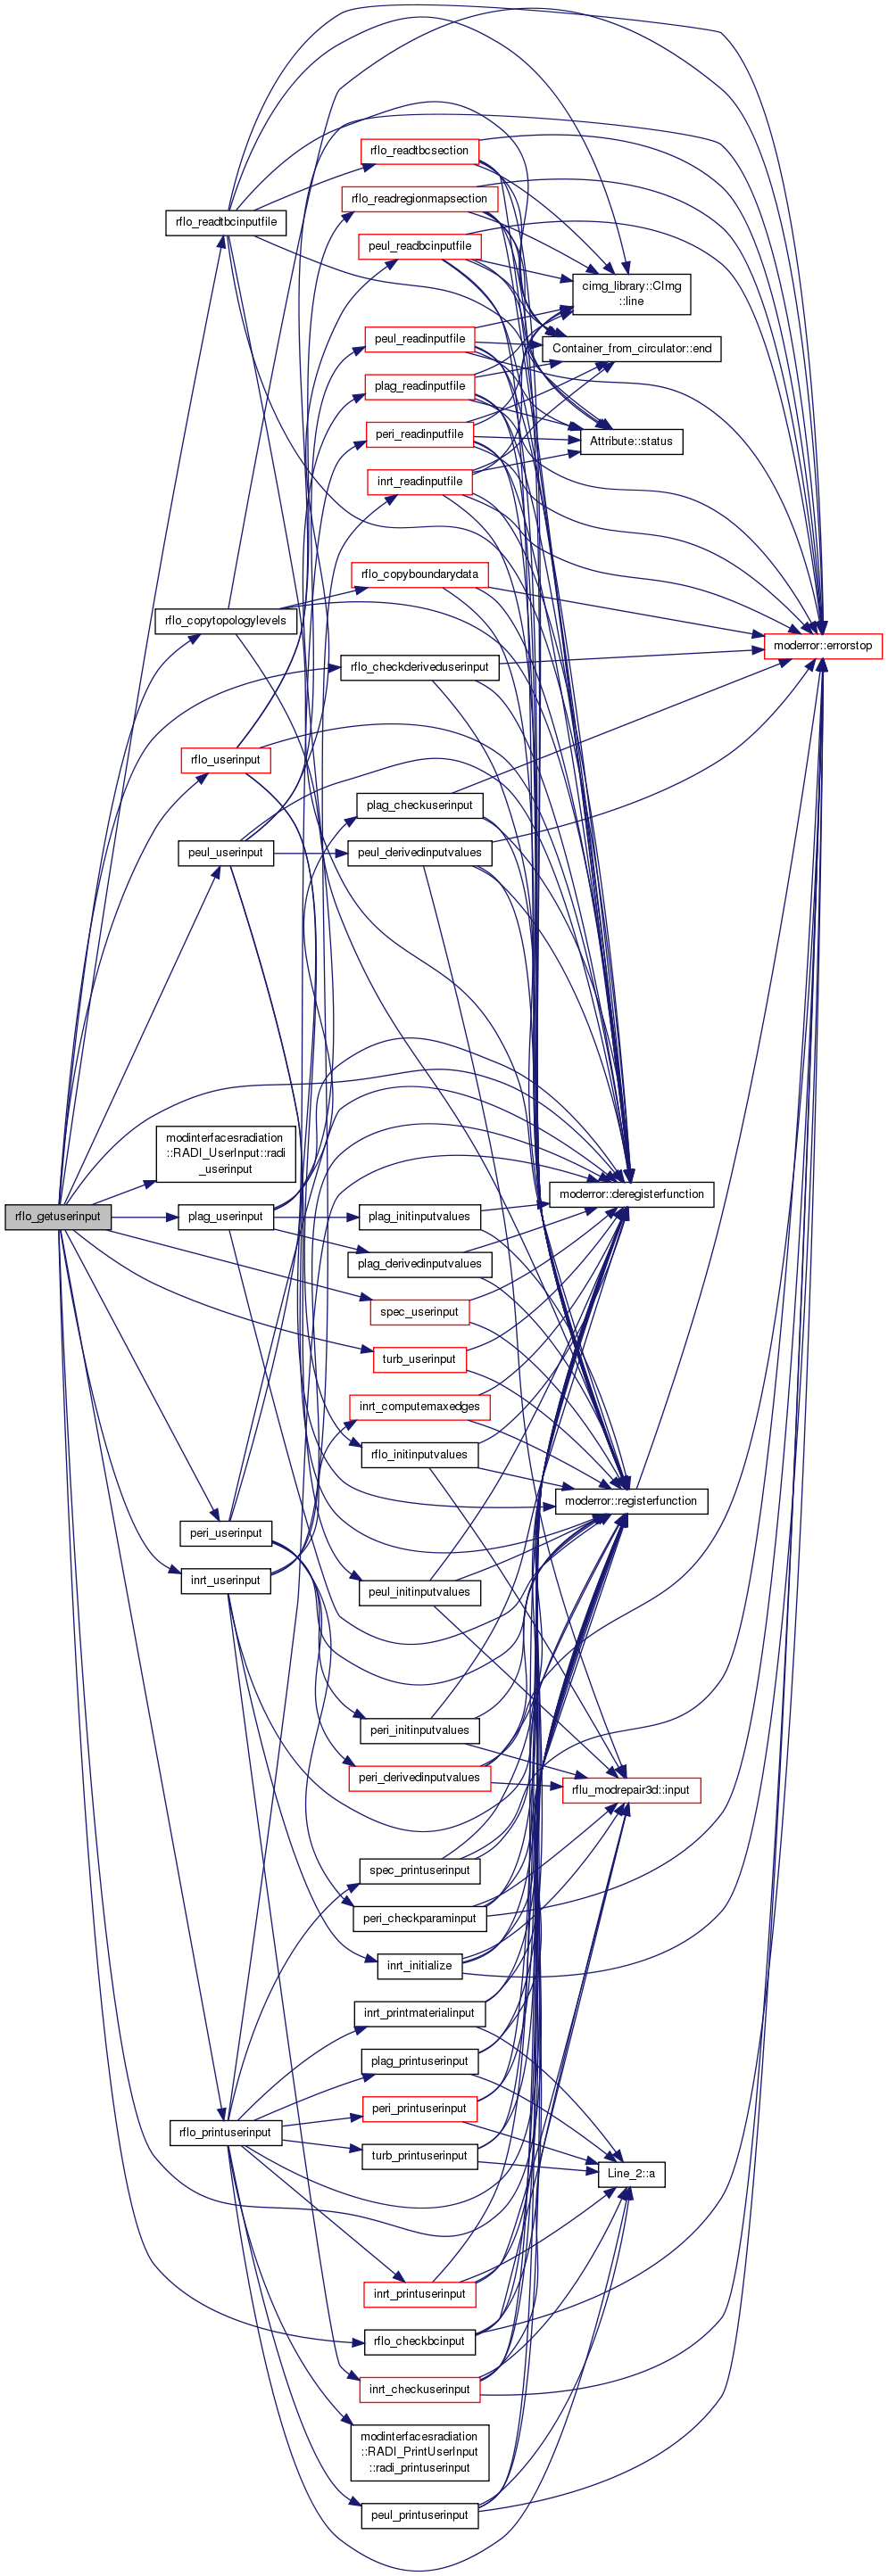 rflo_readtbcsection
rflo_readregionmapsection
rflo_readtbcinputfile
peul_readbcinputfile
cimg_library::CImg
::line
peul_readinputfile
Container_from_circulator::end
plag_readinputfile
peri_readinputfile
Attribute::status
inrt_readinputfile
rflo_copyboundarydata
rflo_copytopologylevels
moderror::errorstop
rflo_checkderiveduserinput
rflo_userinput
plag_checkuserinput
peul_userinput
peul_derivedinputvalues
modinterfacesradiation
::RADI_UserInput::radi
_userinput
moderror::deregisterfunction
rflo_getuserinput
plag_userinput
plag_initinputvalues
plag_derivedinputvalues
spec_userinput
turb_userinput
inrt_computemaxedges
rflo_initinputvalues
moderror::registerfunction
peri_userinput
inrt_userinput
peul_initinputvalues
peri_initinputvalues
peri_derivedinputvalues
rflu_modrepair3d::input
spec_printuserinput
peri_checkparaminput
inrt_initialize
inrt_printmaterialinput
plag_printuserinput
peri_printuserinput
rflo_printuserinput
turb_printuserinput
Line_2::a
inrt_printuserinput
rflo_checkbcinput
inrt_checkuserinput
modinterfacesradiation
::RADI_PrintUserInput
::radi_printuserinput
peul_printuserinput